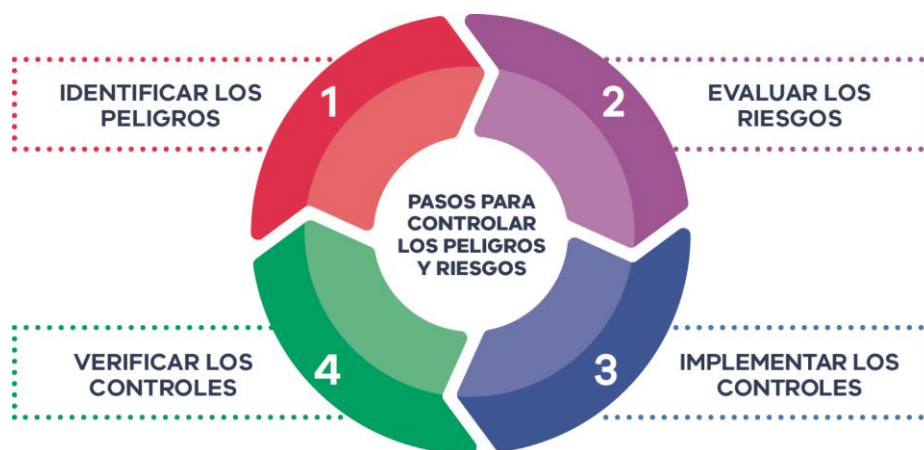 1
IDENTIFICAR LOS
PELIGROS
2
EVALUAR LOS
RIESGOS
PASOS PARA
CONTROLAR
LOS PELIGROS
Y RIESGOS
3
IMPLEMENTAR LOS
CONTROLES
4
VERIFICAR LOS
CONTROLES